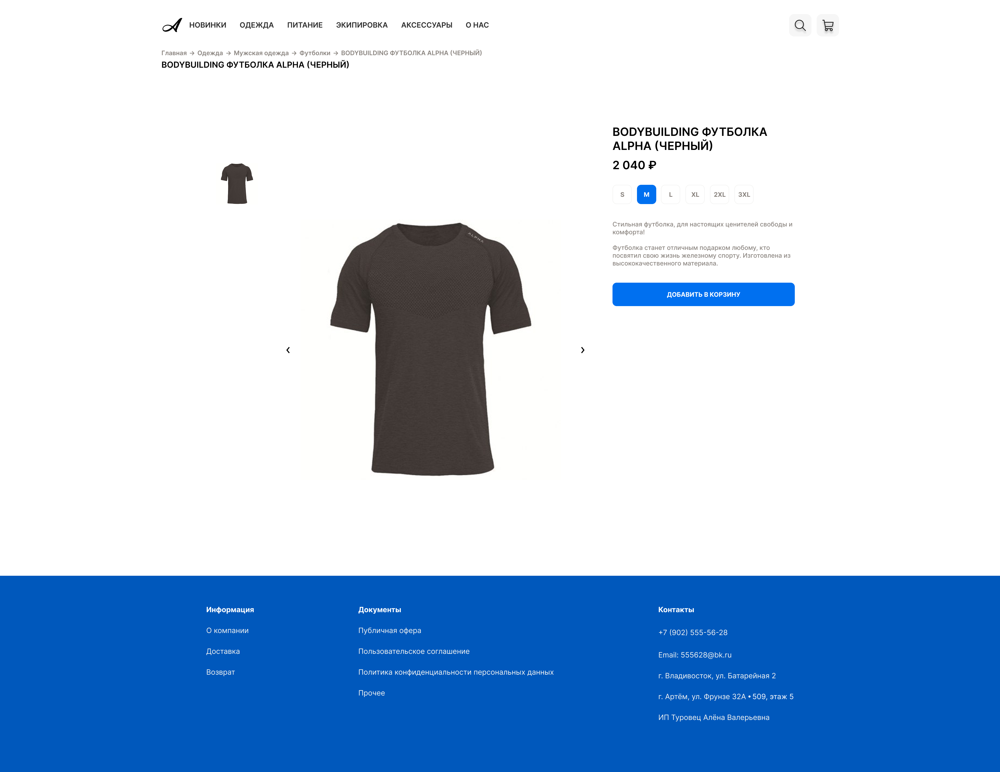 НОВИНКИ ОДЕЖДА ПИТАНИЕ ЭКИПИРОВКА АКСЕССУАРЫ О НАС
Главная → Одежда → Мужская одежда → Футболки → BODYBUILDING ФУТБОЛКА ALPHA (ЧЕРНЫЙ)
BODYBUILDING ФУТБОЛКА ALPHA (ЧЕРНЫЙ)
BODYBUILDING ФУТБОЛКА
ALPHA (ЧЕРНЫЙ)
2 040 ₽
S M L XL 2XL 3XL
Стильная футболка, для настоящих ценителей свободы и
комфорта!
Футболка станет отличным подарком любому, кто
посвятил свою жизнь железному спорту. Изготовлена из
высококачественного материала.
ДОБАВИТЬ В КОРЗИНУ
ALPHA
Информация
О компании
Доставка
Возврат
Документы
Публичная офера
Пользовательское соглашение
Политика конфиденциальности персональных данных
Прочее
Контакты
+7 (902) 555-56-28
Email: 555628@bk.ru
г. Владивосток, ул. Батарейная 2
г. Артём, ул. Фрунзе 32А • 509, этаж 5
ИП Туровец Алёна Валерьевна